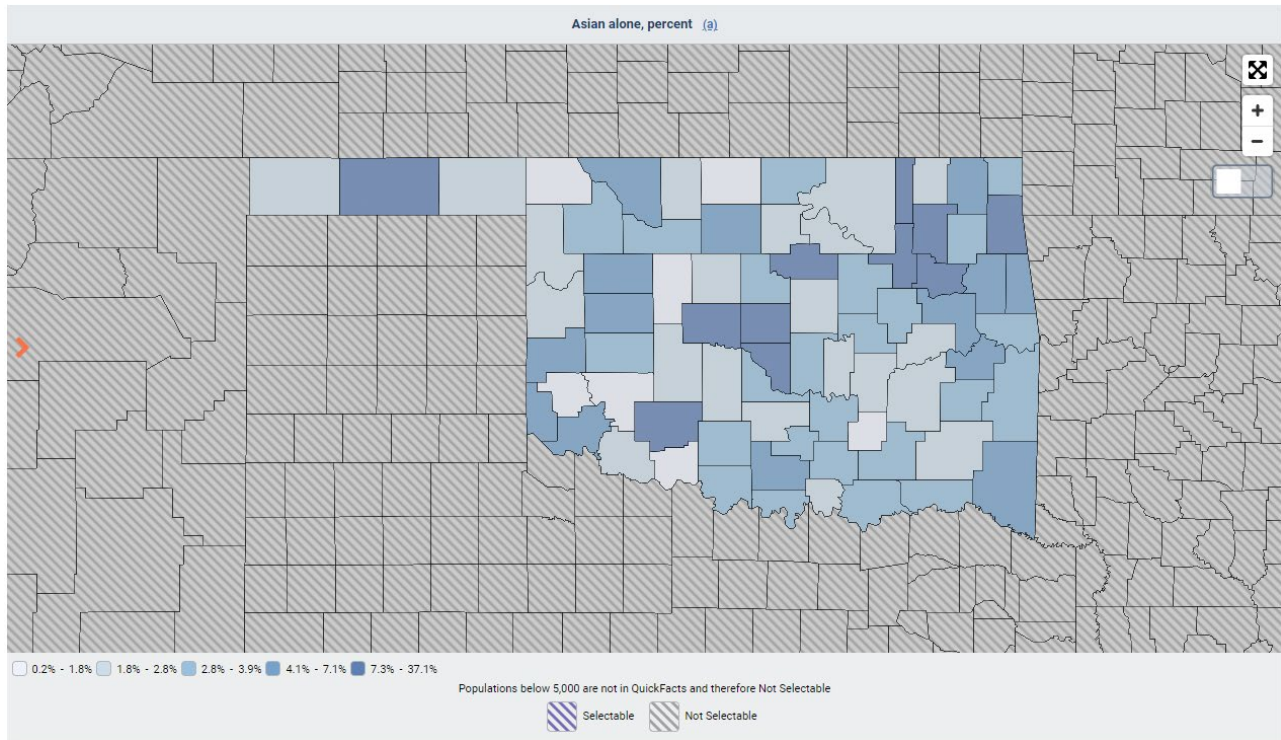 Asian alone, percent (a)
+
−
0.2% - 1.8% 1.8% - 2.8% 2.8% - 3.9% 4.1% - 7.1% 7.3% - 37.1%
Populations below 5,000 are not in QuickFacts and therefore Not Selectable
Selectable Not Selectable